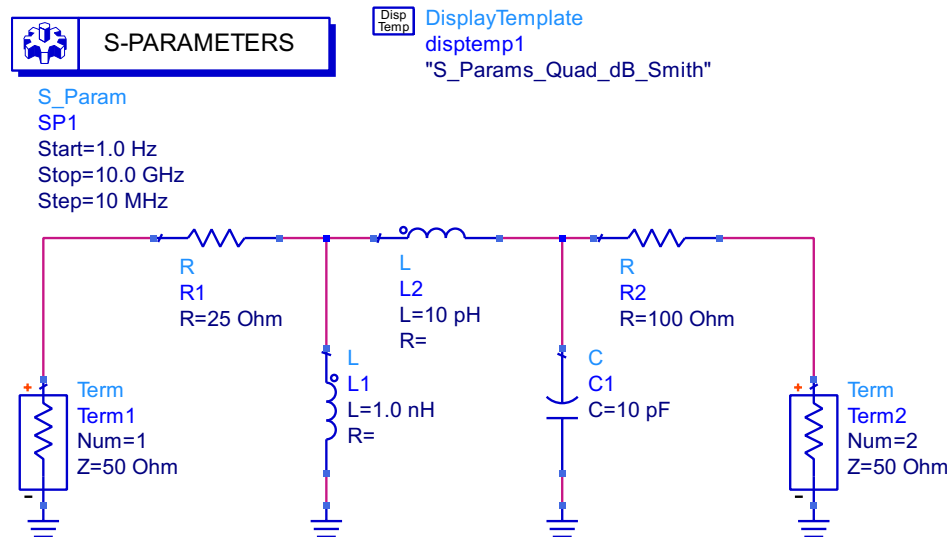 S-PARAMETERS
Disp
Temp
DisplayTemplate
disptemp1
"S_Params_Quad_dB_Smith"
S_Param
SP1
Start=1.0 Hz
Stop=10.0 GHz
Step=10 MHz
R
R1
R=25 Ohm
L
L2
L=10 pH
R=
R
R2
R=100 Ohm
L
L1
L=1.0 nH
R=
C
C1
C=10 pF
+
Term
Term1
Num=1
Z=50 Ohm
-
+
Term
Term2
Num=2
Z=50 Ohm
-